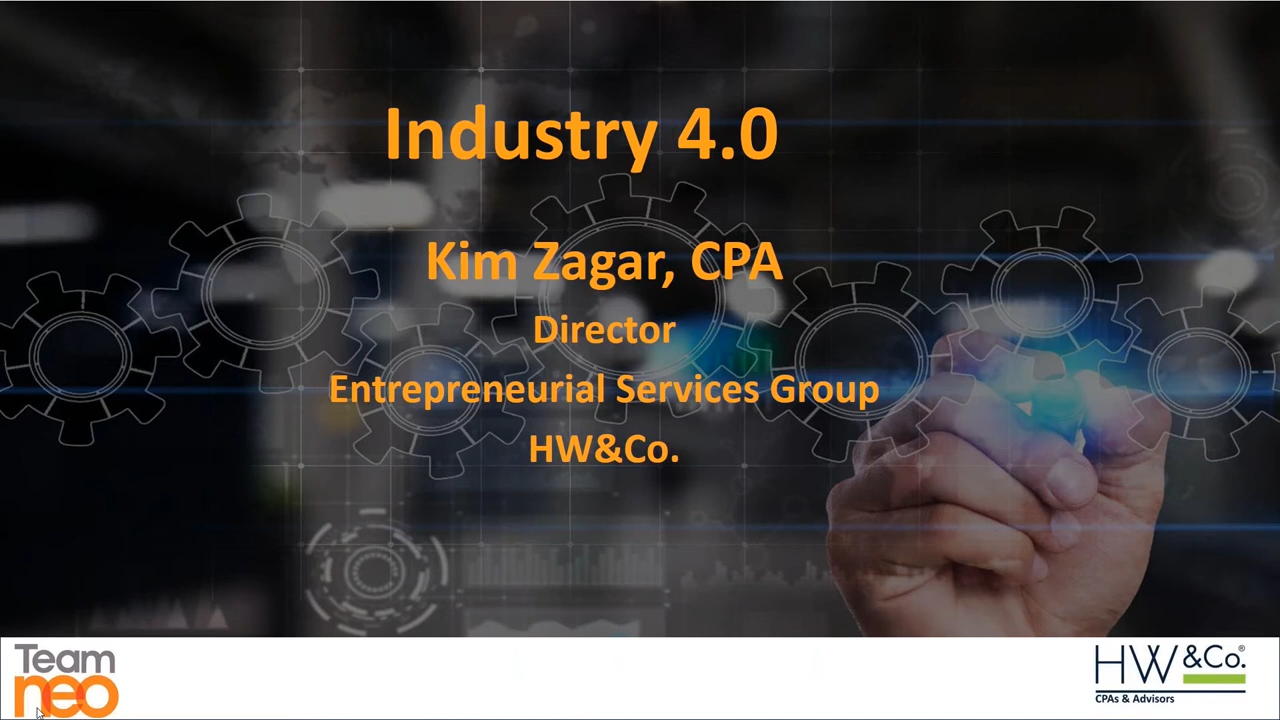 Industry 4.0
Kim Zagar, CPA
Director
Entrepreneurial Services Group
HW&Co.
Team
neo
HW&Co.®
CPAs & Advisors